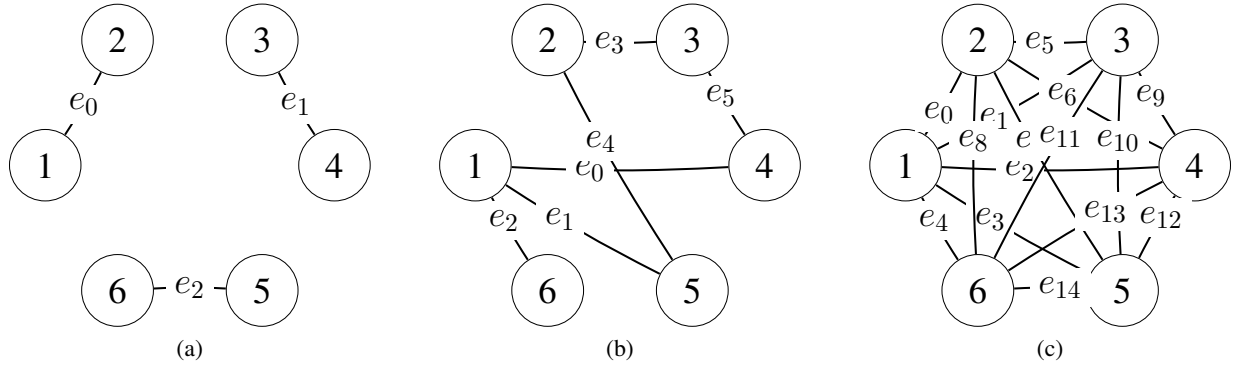 2 3 2 e3 3 2 e5 3
e0 e1 e5 e0 e1 e6 e9
e4 e8 e e11 e10
1 4 1 e0 4 1 e2 4
e2 e1 e4 e3 e13 e12
6 e2 5 6 5 6 e14 5
(a) (b) (c)